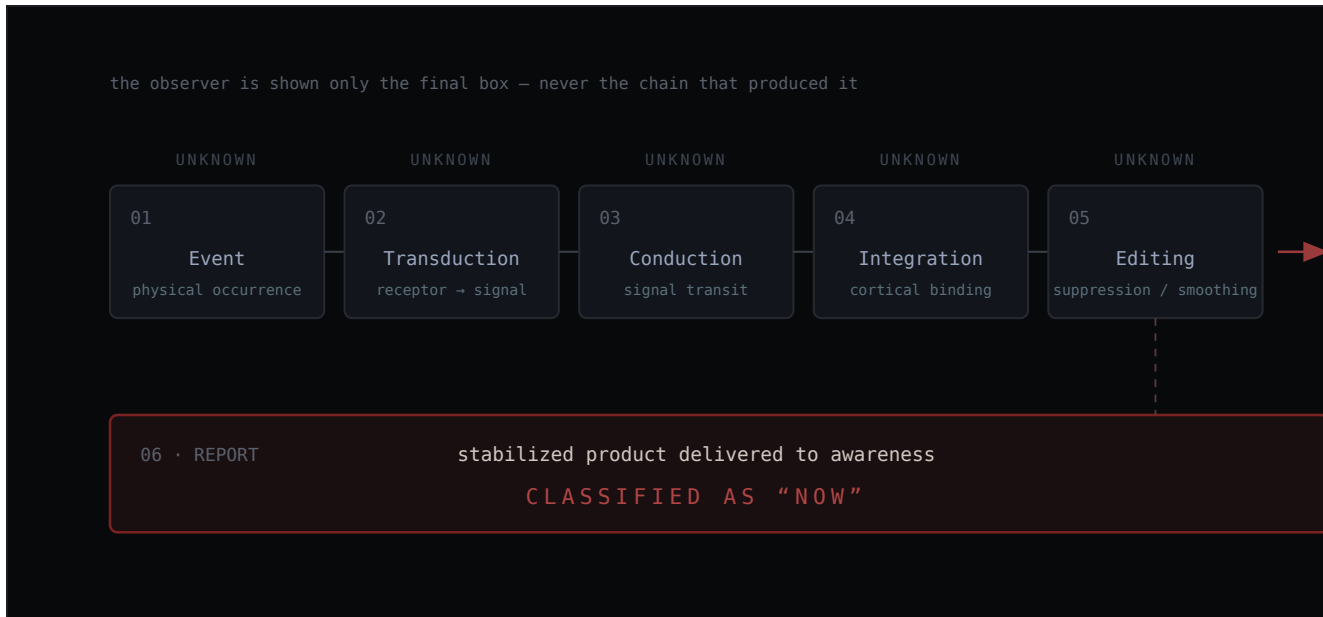 the observer is shown only the final box — never the chain that produced it
UNKNOWN UNKNOWN UNKNOWN UNKNOWN UNKNOWN
01
Event
physical occurrence
02
Transduction
receptor → signal
03
Conduction
signal transit
04
Integration
cortical binding
05
Editing
suppression / smoothing
06 · REPORT
stabilized product delivered to awareness
CLASSIFIED AS “NOW”